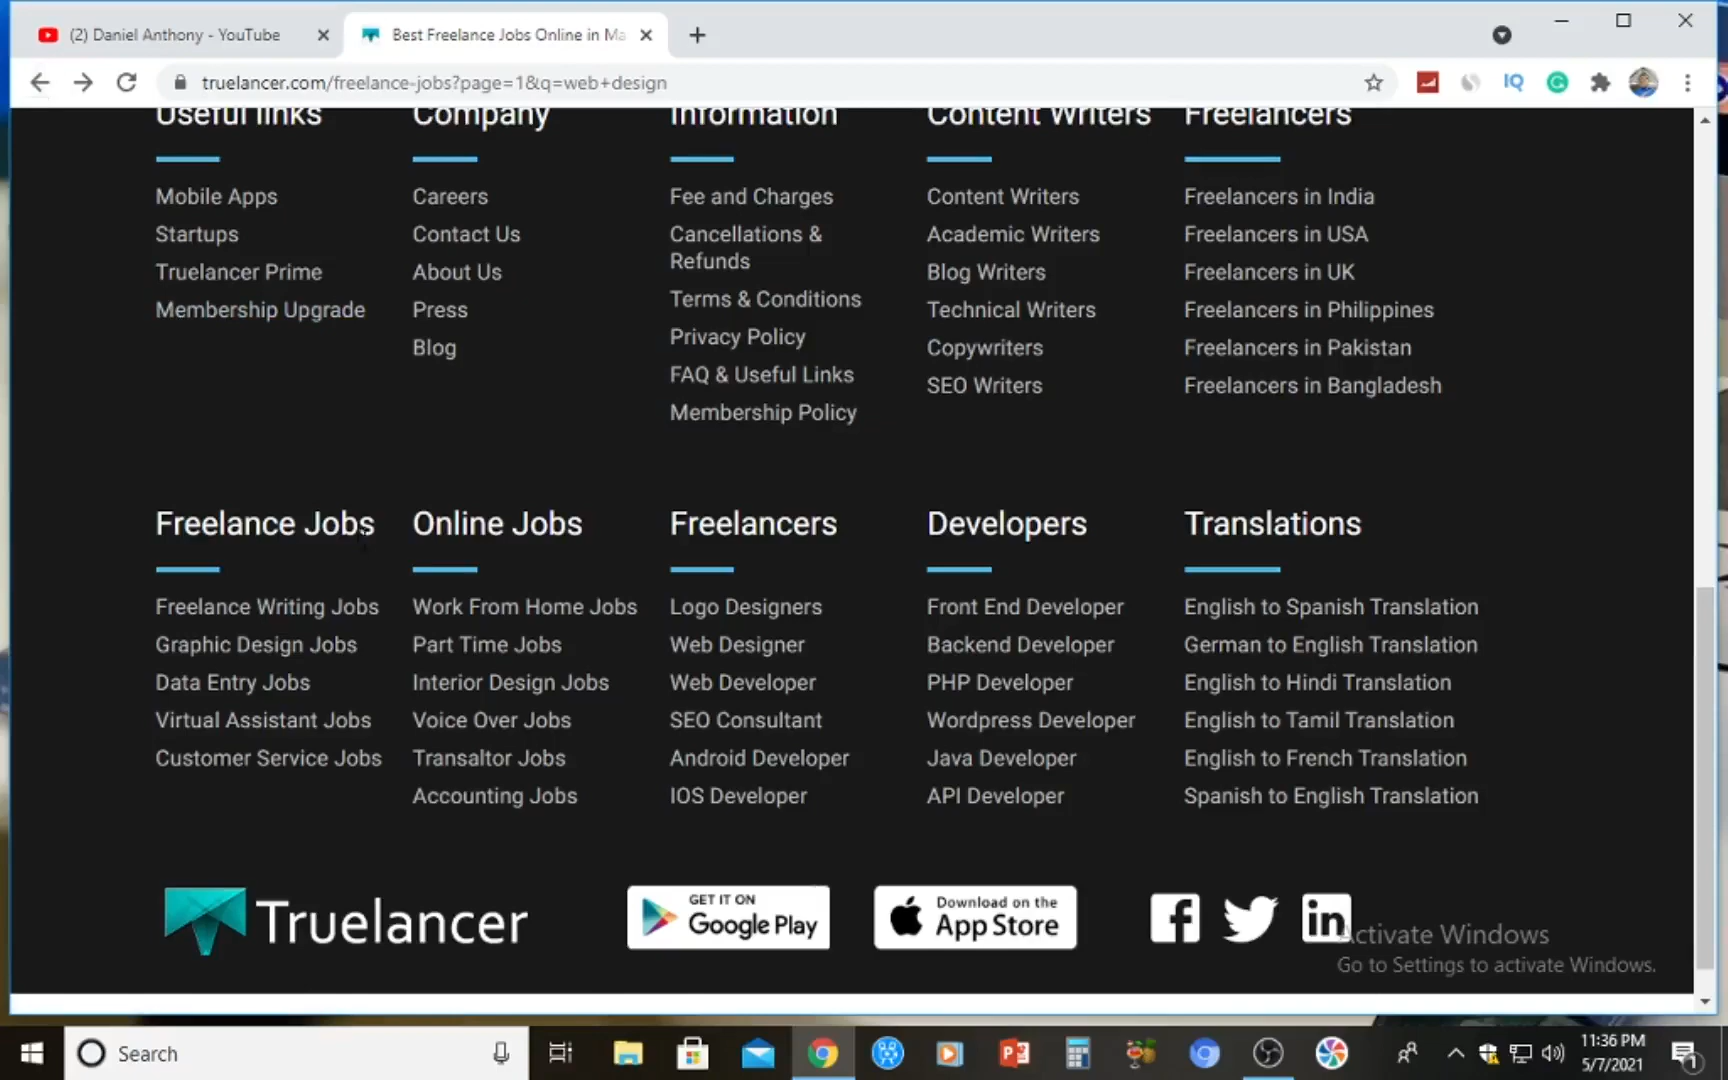 (2) Daniel Anthony - YouTube
Best Freelance Jobs Online in Ma
truelancer.com/freelance-jobs?page=1&q=web+design
IQ
Useful links
Mobile Apps
Startups
Truelancer Prime
Membership Upgrade
Company
Careers
Contact Us
About Us
Press
Blog
Information
Fee and Charges
Cancellations &
Refunds
Terms & Conditions
Privacy Policy
FAQ & Useful Links
Membership Policy
Content Writers
Content Writers
Academic Writers
Blog Writers
Technical Writers
Copywriters
SEO Writers
Freelancers
Freelancers in India
Freelancers in USA
Freelancers in UK
Freelancers in Philippines
Freelancers in Pakistan
Freelancers in Bangladesh
Freelance Jobs
Freelance Writing Jobs
Graphic Design Jobs
Data Entry Jobs
Virtual Assistant Jobs
Customer Service Jobs
Online Jobs
Work From Home Jobs
Part Time Jobs
Interior Design Jobs
Voice Over Jobs
Transaltor Jobs
Accounting Jobs
Freelancers
Logo Designers
Web Designer
Web Developer
SEO Consultant
Android Developer
IOS Developer
Developers
Front End Developer
Backend Developer
PHP Developer
Wordpress Developer
Java Developer
API Developer
Translations
English to Spanish Translation
German to English Translation
English to Hindi Translation
English to Tamil Translation
English to French Translation
Spanish to English Translation
Truelancer
GET IT ON
Google Play
Download on the
App Store
in
Activate Windows
Go to Settings to activate Windows.
Search
11:36 PM
5/7/2021
1